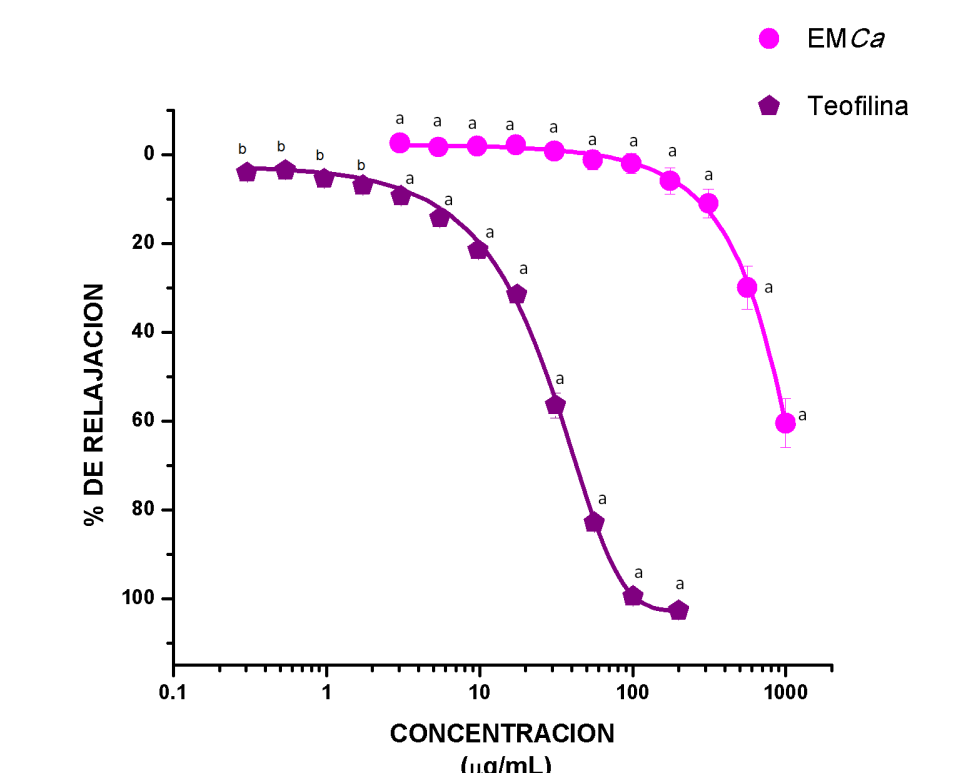 EMCa
Teofilina
a a a a a a a a a a a
b b b b a a a a a a a a
0
20
40
60
80
100
% DE RELAJACION
0.1 1 10 100 1000
CONCENTRACION
(μg/mL)